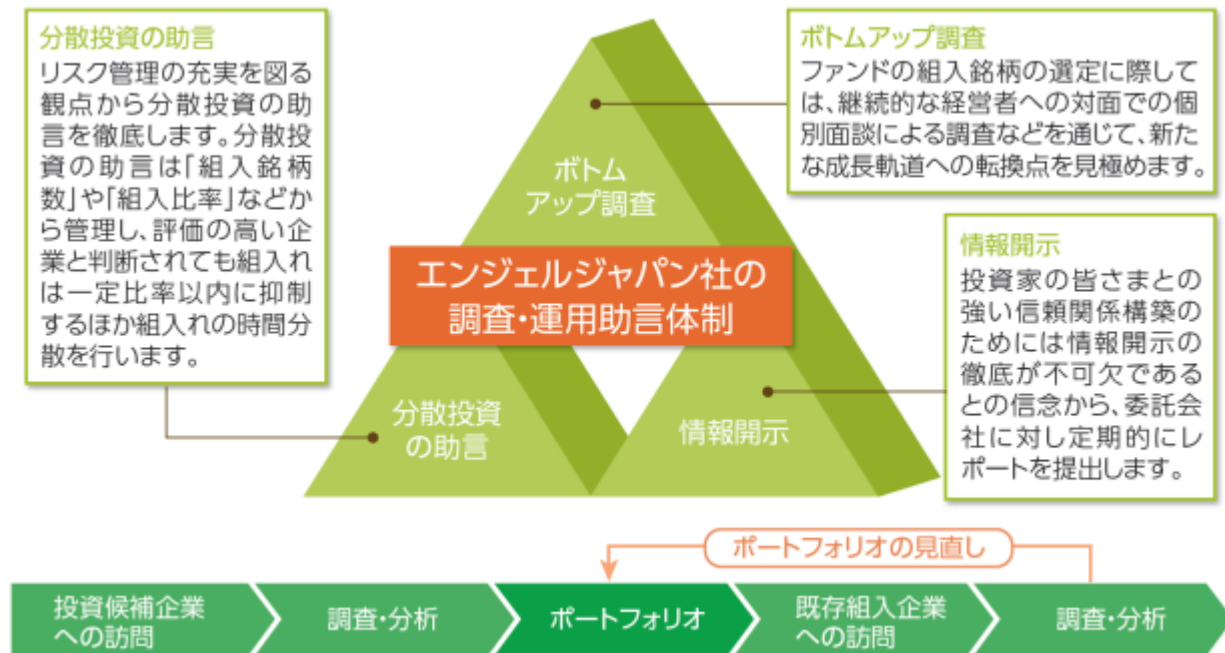 分散投資の助言
リスク管理の充実を図る
観点から分散投資の助
言を徹底します。分散投
資の助言は「組入銘柄
数」や「組入比率」などか
ら管理し、評価の高い企
業と判断されても組入れ
は一定比率以内に抑制
するほか組入れの時間分
散を行います。
ボトムアップ調査
ファンドの組入銘柄の選定に際して
は、継続的な経営者への対面での個
別面談による調査などを通じて、新た
な成長軌道への転換点を見極めます。
ボトム
アップ調査
エンジェルジャパン社の
調査・運用助言体制
情報開示
投資家の皆さまとの
強い信頼関係構築の
ためには情報開示の
徹底が不可欠である
との信念から、委託会
社に対し定期的にレ
ポートを提出します。
分散投資
の助言
情報開示
ポートフォリオの見直し
投資候補企業
への訪問
調査・分析
ポートフォリオ
既存組入企業
への訪問
調査・分析